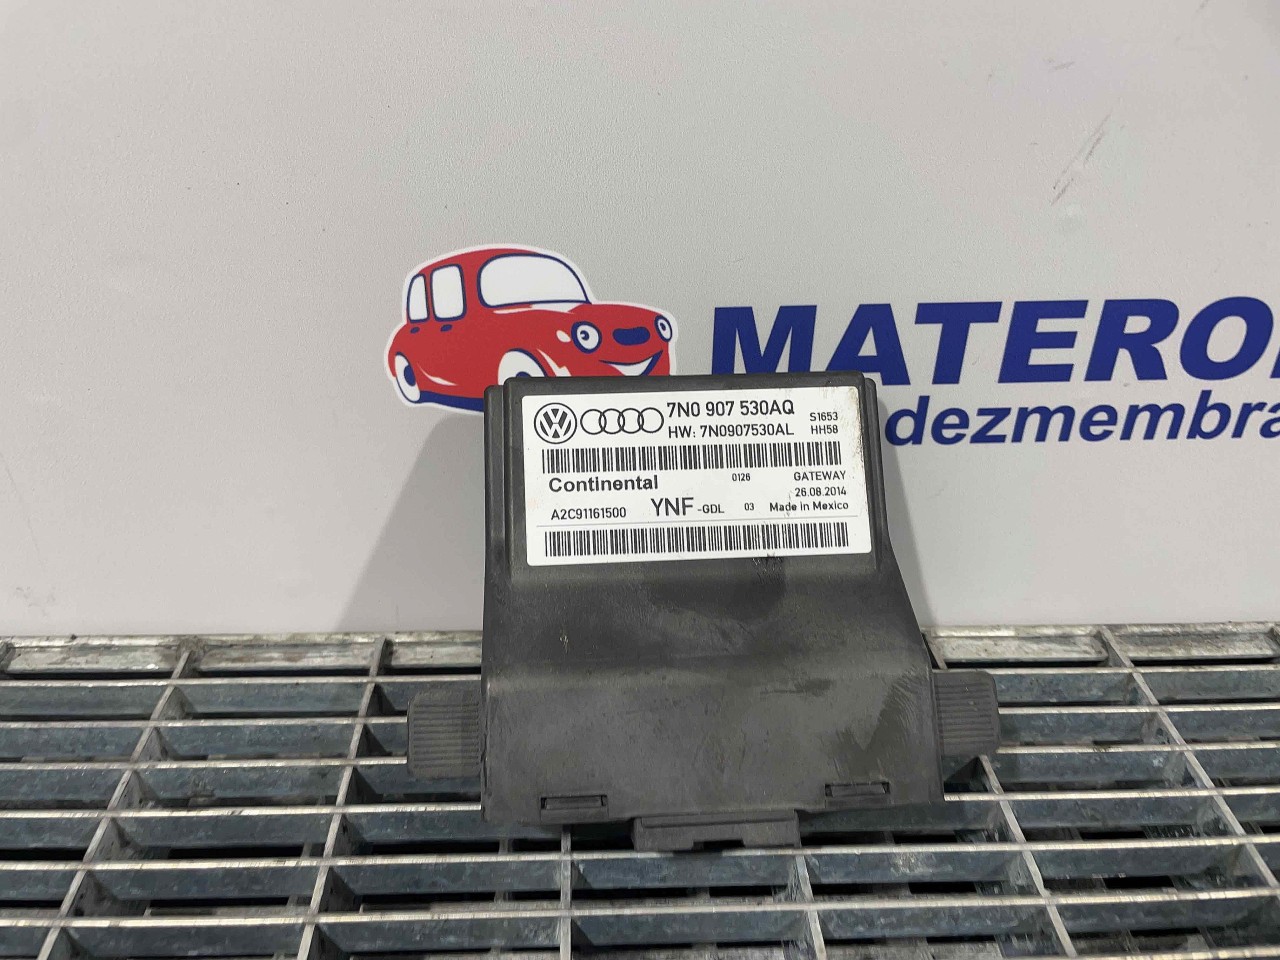 MATERO
dezmembra
7N0 907 530AQ
S1653
HW: 7N0907530AL
HH58
Continental
0126
GATEWAY
26.08.2014
A2C91161500
YNF -GDL
03
Made in Mexico